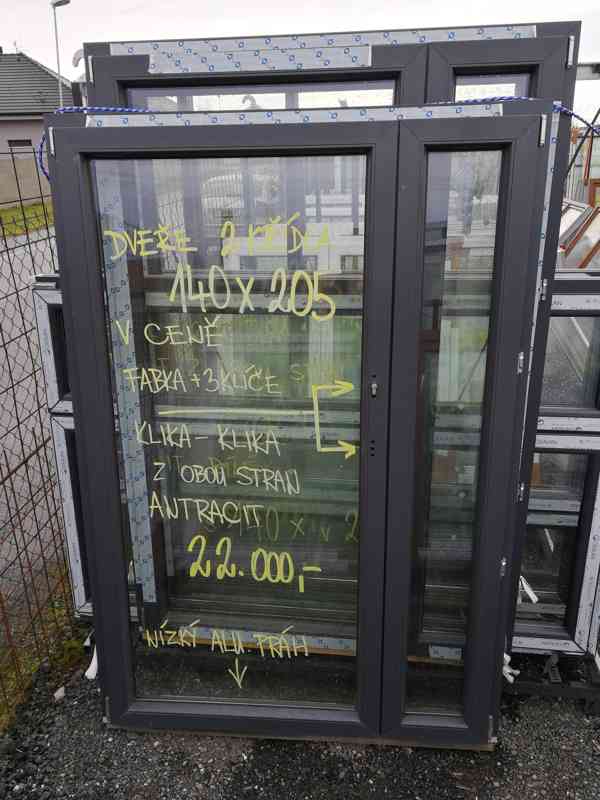 DVEŘE 2 KŘÍDLA
140 x 205
V CENĚ
FABKA + 3 KLÍČE
KLIKA - KLIKA
Z OBOU STRAN
ANTRACIT
22.000,-
NÍZKÝ ALU. PRÁH